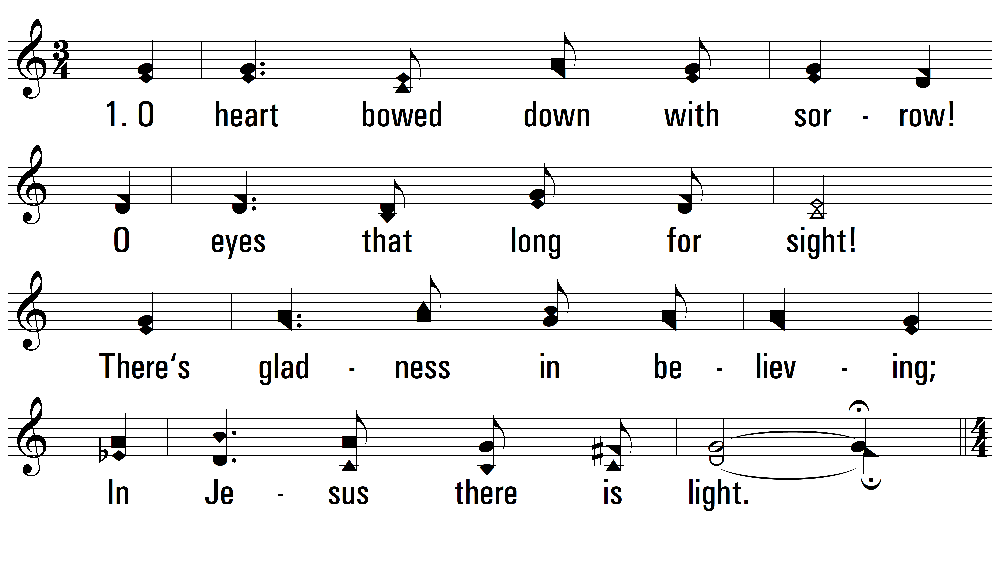 1. O heart bowed down with sor - row!
O eyes that long for sight!
There‘s glad - ness in be - liev - ing;
In Je - sus there is light.